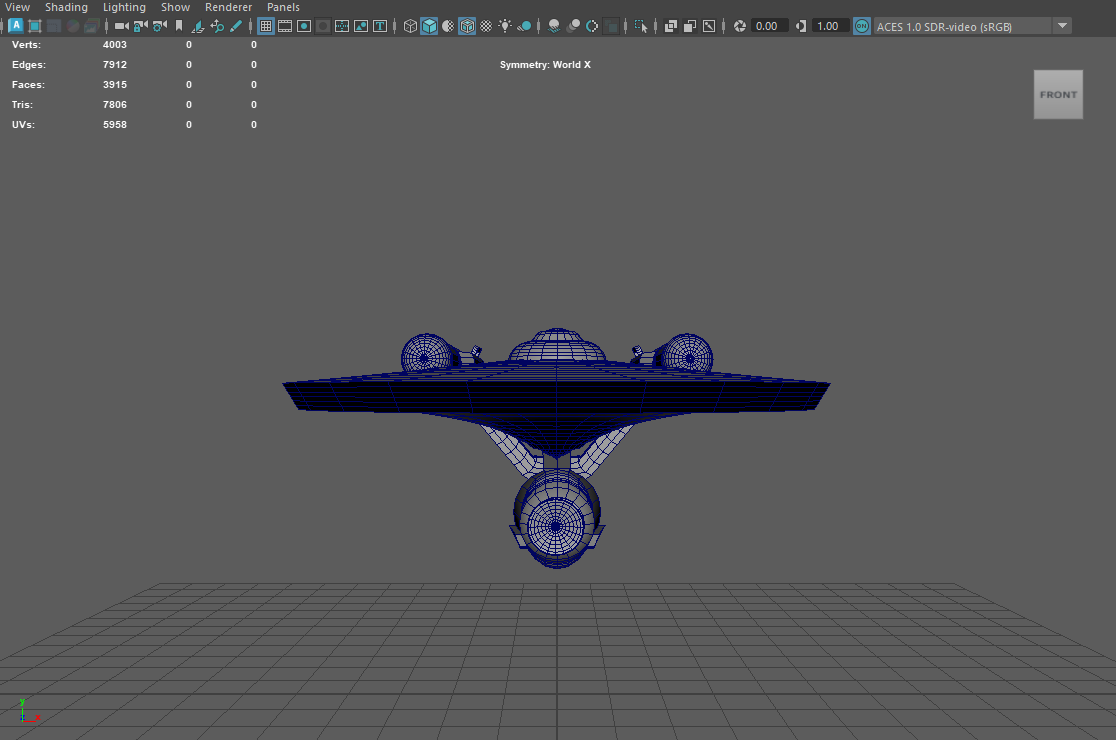 View Shading Lighting Show Renderer Panels
A T 0.00 1.00 ON ACES 1.0 SDR-video (sRGB)
Verts: 4003 0 0
Edges: 7912 0 0
Symmetry: World X
Faces: 3915 0 0
FRONT
Tris: 7806 0 0
UVs: 5958 0 0
y
x